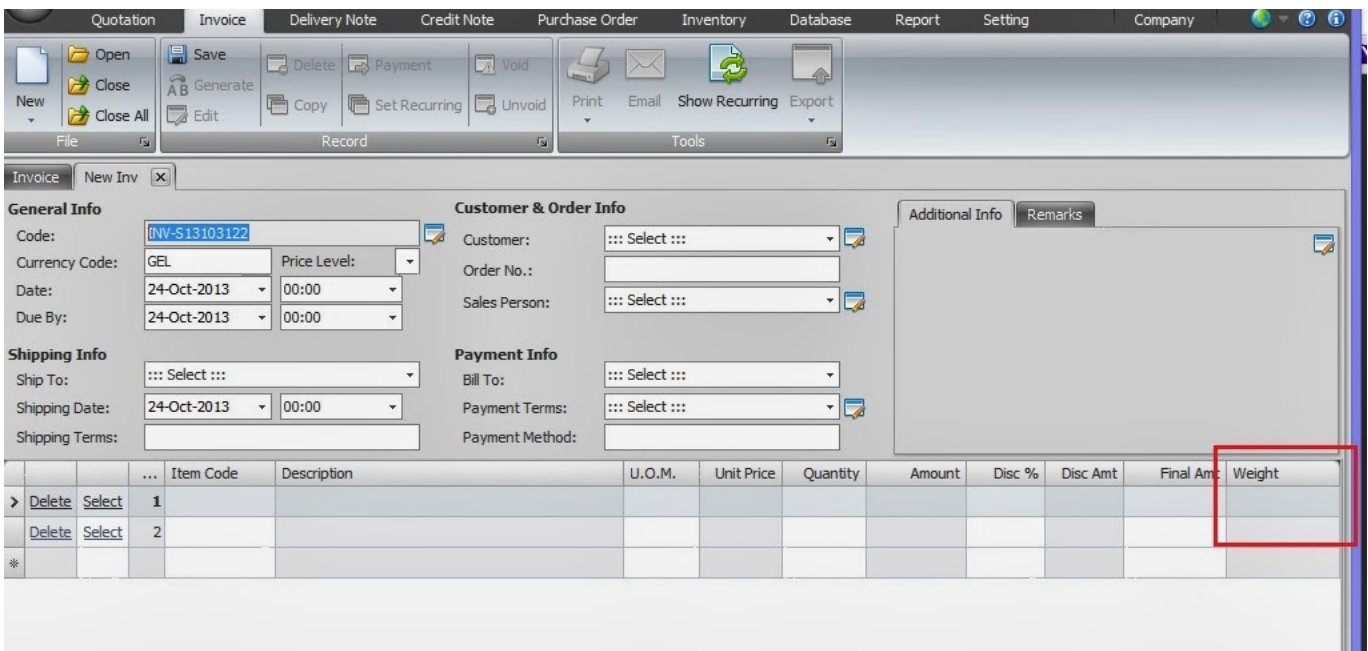 Quotation Invoice Delivery Note Credit Note Purchase Order Inventory Database Report Setting Company
New
Open
Close
Close All
File
Save
Generate
Edit
Delete
Payment
Void
Copy
Set Recurring
Unvoid
Record
Print
Email
Show Recurring
Export
Tools
Invoice New Inv
General Info
Code: INV-S13103122
Currency Code: GEL Price Level:
Date: 24-Oct-2013 00:00
Due By: 24-Oct-2013 00:00
Customer & Order Info
Customer: ::: Select :::
Order No.:
Sales Person: ::: Select :::
Additional Info Remarks
Shipping Info
Ship To: ::: Select :::
Shipping Date: 24-Oct-2013 00:00
Shipping Terms:
Payment Info
Bill To: ::: Select :::
Payment Terms: ::: Select :::
Payment Method:
... Item Code Description U.O.M. Unit Price Quantity Amount Disc % Disc Amt Final Amt Weight
Delete Select 1
Delete Select 2